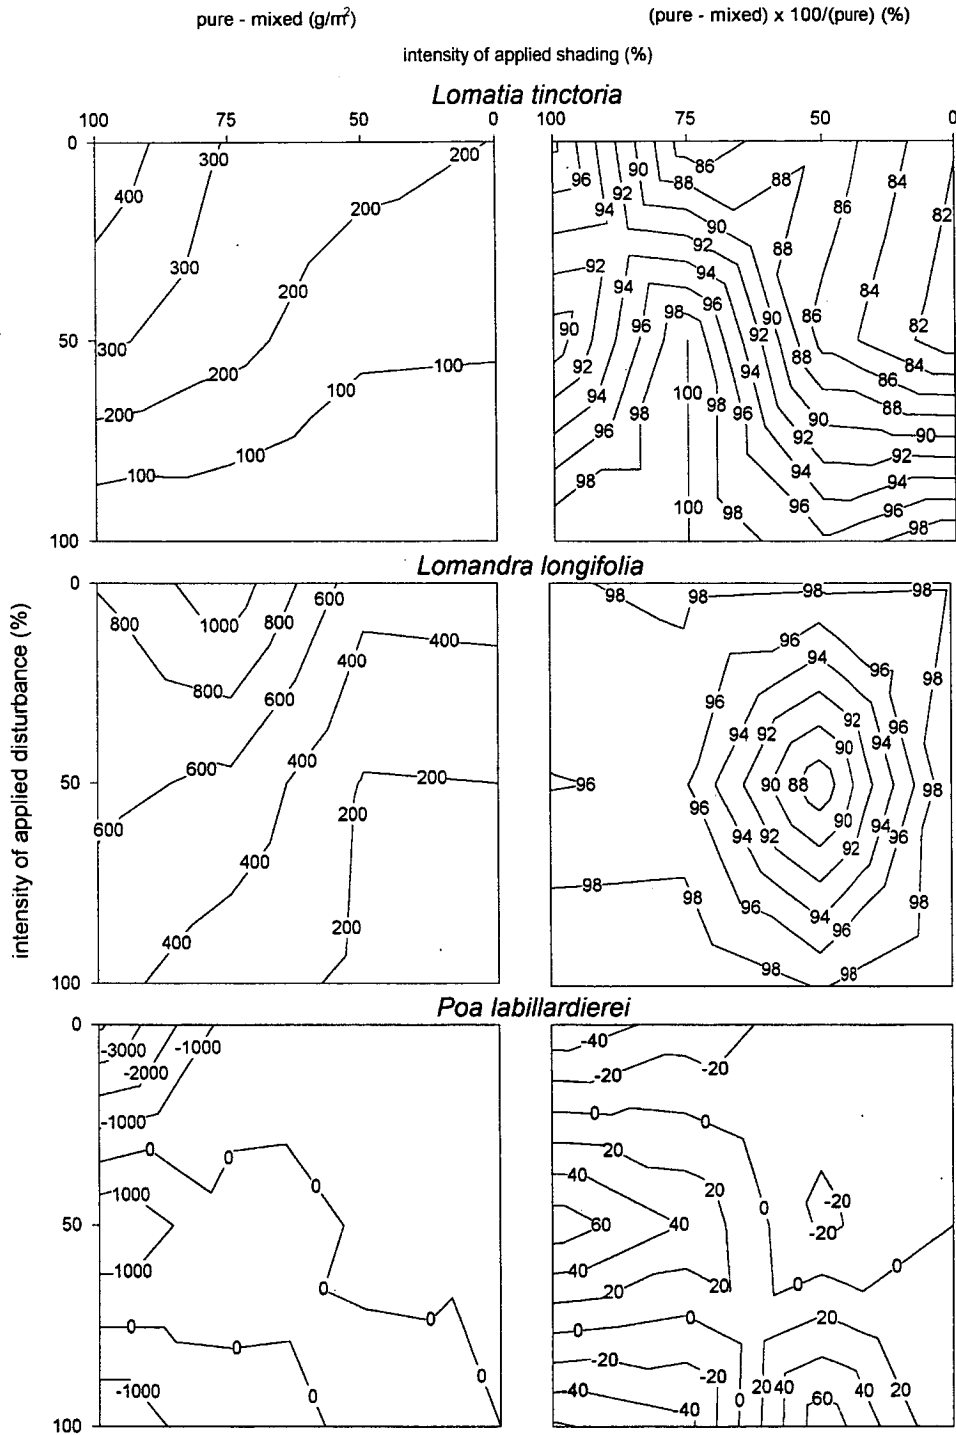 pure - mixed (g/m²)
(pure - mixed) x 100/(pure) (%)
intensity of applied shading (%)
Lomatia tinctoria
100 75 50 0
100 75 50 0
0
50
100
400 300 200
200
300
200
300
200 100
200 100
100
100
96 90 86
92 88 88 84
94 86 82
90
92 88
92 94
94 84
96 98 96 90 86 82
90 92
92 88 84
94 94 86
100
98 98 96 88
96 92 90 90
92
98 94 94
100 98 96 96
98
Lomandra longifolia
intensity of applied disturbance (%)
0
50
100
800 1000 800 600
400
400
800 600
400
600
200
600 200
400
200
400
98 98 98
96
94 96 98
96
94 92 92 96
90 94
96 90 88 98
96 90 94
94 92 92 96
98 98 98
96 94
96
98 98
Poa labillardierei
0
50
100
-3000 -1000
-2000
-1000
0 0
0
1000
1000
0
0 0
0
0
-1000 0
-40
-20 -20
0 0
20
40 20
-20
0
60 40
-20
40 0
20 20 0
0 0 20
-20 -20
-40 20 40 40 20
-40 0 60